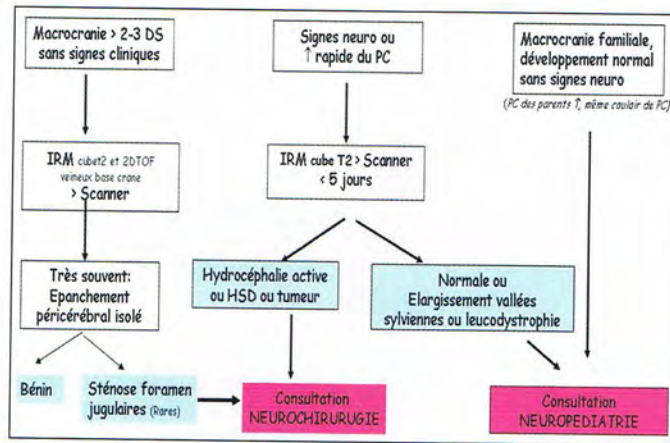 Macrocranie > 2-3 DS
sans signes cliniques
Signes neuro ou
↑ rapide du PC
Macrocranie familiale,
développement normal
sans signes neuro
(PC des parents ↑, même couloir de PC)
IRM cubet2 et 2DTOF
veineux base crane
> Scanner
IRM cube T2 > Scanner
< 5 jours
Très souvent:
Epanchement
péricérébral isolé
Hydrocéphalie active
ou HSD ou tumeur
Normale ou
Elargissement vallées
sylviennes ou leucodystrophie
Bénin
Sténose foramen
jugulaires (Rares)
Consultation
NEUROCHIRURGIE
Consultation
NEUROPEDIATRIE